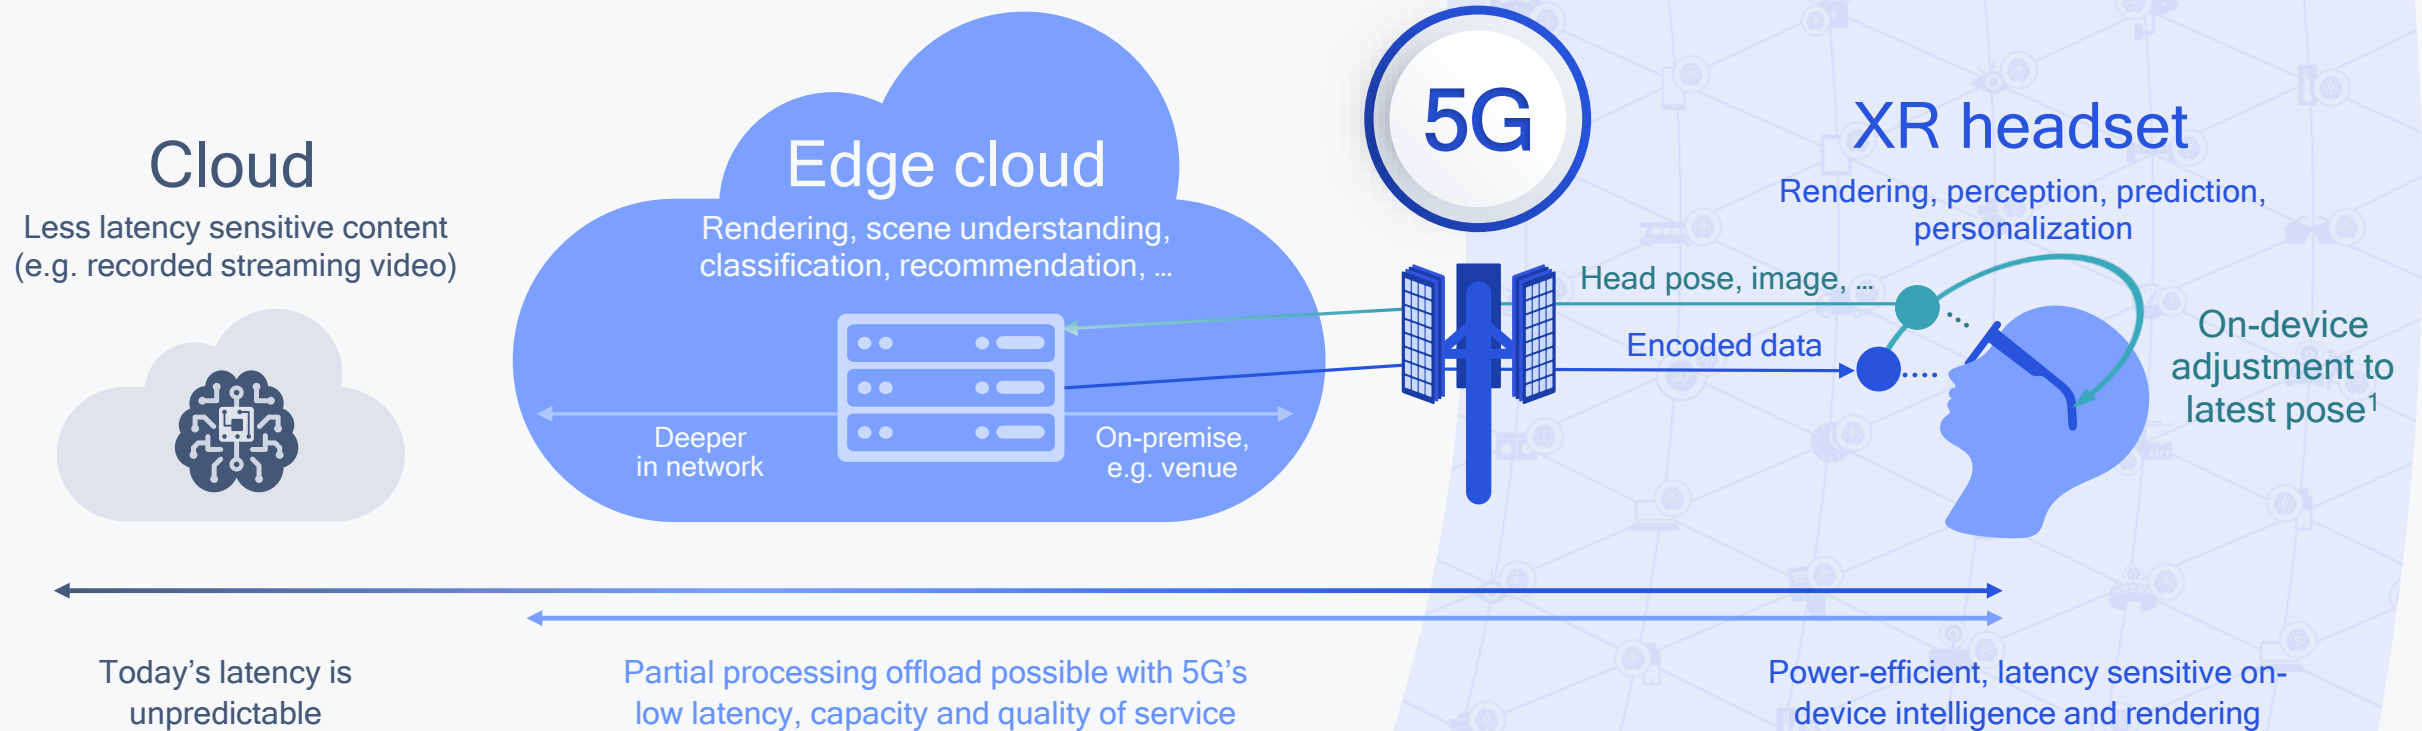 Cloud
Less latency sensitive content
(e.g. recorded streaming video)
Edge cloud
Rendering, scene understanding,
classification, recommendation, ...
Deeper
in network
On-premise,
e.g. venue
5G
XR headset
Rendering, perception, prediction,
personalization
Head pose, image, ...
Encoded data
On-device
adjustment to
latest pose¹
Today's latency is
unpredictable
Partial processing offload possible with 5G's
low latency, capacity and quality of service
Power-efficient, latency sensitive on-
device intelligence and rendering